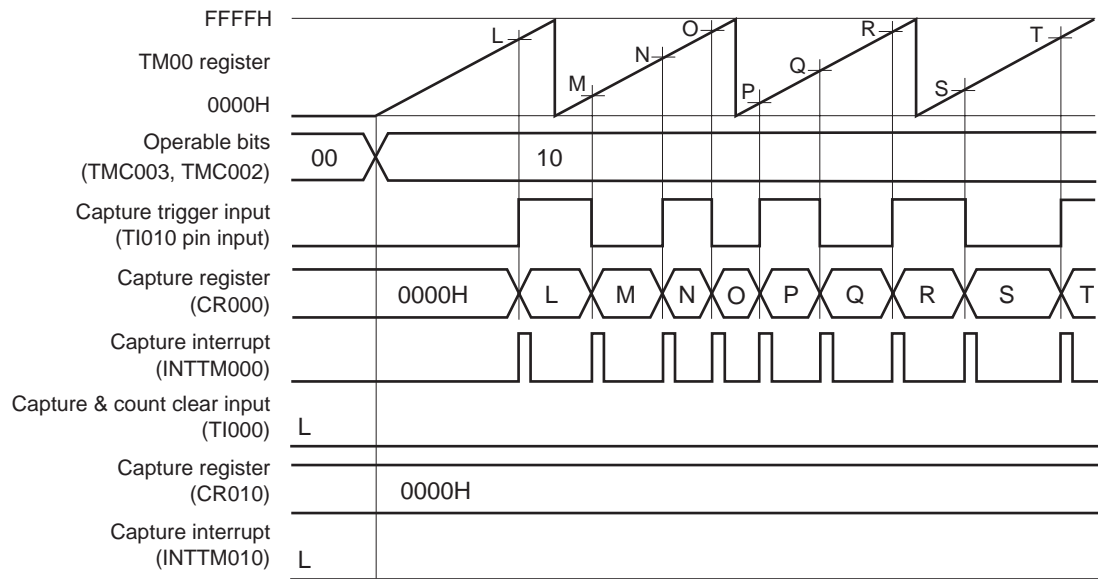 FFFFH
TM00 register
0000H
L M N O P Q R S T
Operable bits
(TMC003, TMC002)
00 10
Capture trigger input
(TI010 pin input)
Capture register
(CR000)
0000H L M N O P Q R S T
Capture interrupt
(INTTM000)
Capture & count clear input
(TI000)
L
Capture register
(CR010)
0000H
Capture interrupt
(INTTM010)
L